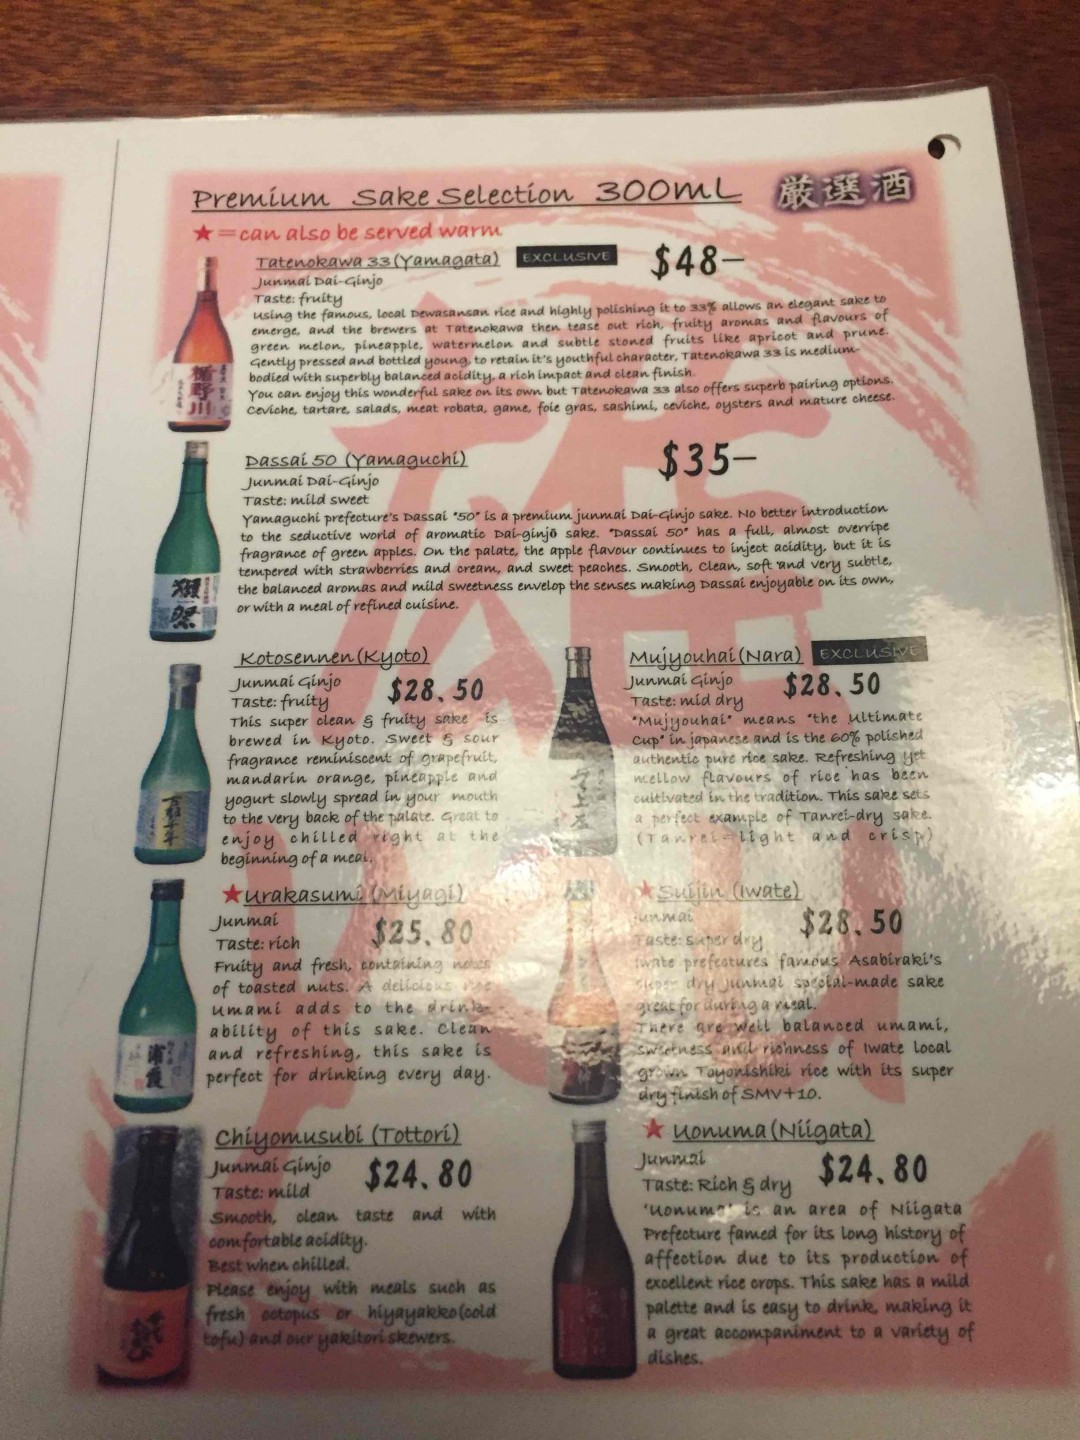 Premium Sake Selection 300mL 厳選酒
★=can also be served warm
Tatenokawa 33 (Yamagata) EXCLUSIVE $48-
Junmai Dai-Ginjo
Taste: fruity
Using the famous, local Dewasansan rice and highly polishing it to 33% allows an elegant sake to
emerge, and the brewers at Tatenokawa then tease out rich, fruity aromas and flavours of
green melon, pineapple, watermelon and subtle stoned fruits like apricot and prune.
Gently pressed and bottled young, to retain it's youthful character, Tatenokawa 33 is medium-
bodied with superbly balanced acidity, a rich impact and clean finish.
You can enjoy this wonderful sake on its own but Tatenokawa 33 also offers superb pairing options.
Ceviche, tartare, salads, meat robata, game, foie gras, sashimi, ceviche, oysters and mature cheese.
楯野川
Dassai 50 (Yamaguchi) $35-
Junmai Dai-Ginjo
Taste: mild sweet
Yamaguchi prefecture's Dassai "50" is a premium junmai Dai-Ginjo sake. No better introduction
to the seductive world of aromatic Dai-ginjō sake. "Dassai 50" has a full, almost overripe
fragrance of green apples. On the palate, the apple flavour continues to inject acidity, but it is
tempered with strawberries and cream, and sweet peaches. Smooth, Clean, soft and very subtle,
the balanced aromas and mild sweetness envelop the senses making Dassai enjoyable on its own,
or with a meal of refined cuisine.
獺祭
Kotosennen (Kyoto)
Junmai Ginjo $28.50
Taste: fruity
This super clean & fruity sake is
brewed in Kyoto. Sweet & sour
fragrance reminiscent of grapefruit,
mandarin orange, pineapple and
yogurt slowly spread in your mouth
to the very back of the palate. Great to
enjoy chilled right at the
beginning of a meal.
Mujyouhai (Nara) EXCLUSIVE
Junmai Ginjo $28.50
Taste: mid dry
"Mujyouhai" means "the Ultimate
Cup" in japanese and is the 60% polished
authentic pure rice sake. Refreshing yet
mellow flavours of rice has been
cultivated in the tradition. This sake sets
a perfect example of Tanrei-dry sake.
(Tanrei=light and crisp)
★Urakasumi (Miyagi)
Junmai $25.80
Taste: rich
Fruity and fresh, containing notes
of toasted nuts. A delicious rice
umami adds to the drink-
ability of this sake. Clean
and refreshing, this sake is
perfect for drinking every day.
浦霞
★Suijin (Iwate)
Junmai $28.50
Taste: super dry
Iwate prefectures famous Asabiraki's
super dry Junmai special-made sake
great for during a meal.
There are well balanced umami,
sweetness and richness of Iwate local
grown Toyonishiki rice with its super
dry finish of SMV+10.
Chiyomusubi (Tottori)
Junmai Ginjo $24.80
Taste: mild
Smooth, clean taste and with
comfortable acidity.
Best when chilled.
Please enjoy with meals such as
fresh octopus or hiyayakko(cold
tofu) and our yakitori skewers.
★Uonuma (Niigata)
Junmai $24.80
Taste: Rich & dry
'Uonuma' is an area of Niigata
Prefecture famed for its long history of
affection due to its production of
excellent rice crops. This sake has a mild
palette and is easy to drink, making it
a great accompaniment to a variety of
dishes.